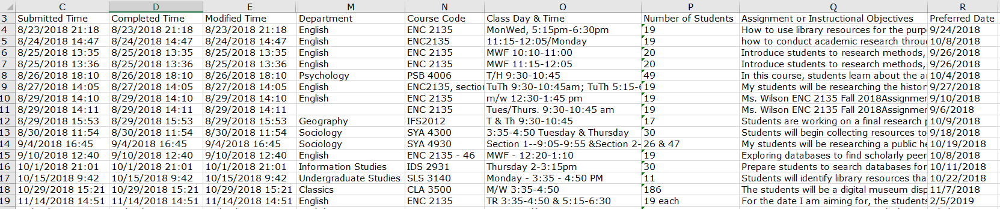 C D E M N O P Q R
3 Submitted Time Completed Time Modified Time Department Course Code Class Day & Time Number of Students Assignment or Instructional Objectives Preferred Date
4 8/23/2018 21:18 8/23/2018 21:18 8/23/2018 21:18 English ENC 2135 MonWed, 5:15pm-6:30pm 19 How to use library resources for the purp 9/24/2018
5 8/24/2018 14:47 8/24/2018 14:47 8/24/2018 14:47 English ENC2135 11:15-12:05/Monday 19 how to conduct academic research throu 10/8/2018
6 8/25/2018 13:35 8/25/2018 13:35 8/25/2018 13:35 English ENC 2135 MWF 10:10-11:00 20 Introduce students to research methods, 9/26/2018
7 8/25/2018 13:36 8/25/2018 13:36 8/25/2018 13:36 English ENC 2135 MWF 11:15-12:05 20 Introduce students to research methods, 9/26/2018
8 8/26/2018 18:10 8/26/2018 18:10 8/26/2018 18:10 Psychology PSB 4006 T/H 9:30-10:45 49 In this course, students learn about the a 10/4/2018
9 8/27/2018 14:05 8/27/2018 14:05 8/27/2018 14:05 English ENC2135, section TuTh 9:30-10:45am; TuTh 5:15-6 19 My students will be researching the histor 9/27/2018
10 8/29/2018 14:10 8/29/2018 14:10 8/29/2018 14:10 English ENC 2135 m/w 12:30-1:45 pm 19 Ms. Wilson ENC 2135 Fall 2018Assignmer 9/10/2018
11 8/29/2018 14:11 8/29/2018 14:11 8/29/2018 14:11 ENC 2135 Tues/Thurs. 9:30-10:45 am 19 Ms. Wilson ENC 2135 Fall 2018Assignmer 9/6/2018
12 8/29/2018 15:53 8/29/2018 15:53 8/29/2018 15:53 Geography IFS2012 T & Th 9:30-10:45 17 Students are working on a final research p 10/9/2018
13 8/30/2018 11:54 8/30/2018 11:54 8/30/2018 11:54 Sociology SYA 4300 3:35-4:50 Tuesday & Thursday 30 Students will begin collecting resources to 9/18/2018
14 9/4/2018 16:45 9/4/2018 16:45 9/4/2018 16:45 Sociology SYA 4930 Section 1--9:05-9:55 &Section 2- 26 & 47 My students will be researching a public he 10/19/2018
15 9/10/2018 12:40 9/10/2018 12:40 9/10/2018 12:40 English ENC 2135 - 46 MWF - 12:20-1:10 19 Exploring databases to find scholarly peer 10/8/2018
16 10/1/2018 21:01 10/1/2018 21:01 10/1/2018 21:01 Information Studies IDS 2931 Thursday 2-3:15pm 30 Prepare students to search databases for 10/11/2018
17 10/15/2018 9:42 10/15/2018 9:42 10/15/2018 9:42 Undergraduate Studies SLS 3140 Monday - 3:35 - 4:50 PM 11 Students will identify library resources tha 10/22/2018
18 10/29/2018 15:21 10/29/2018 15:21 10/29/2018 15:21 Classics CLA 3500 M/W 3:35-4:50 186 The students will be a digital museum disp 11/7/2018
19 11/14/2018 14:51 11/14/2018 14:51 11/14/2018 14:51 English ENC 2135 TR 3:35-4:50 & 5:15-6:30 19 each For the date I am aiming for, the students 2/5/2019